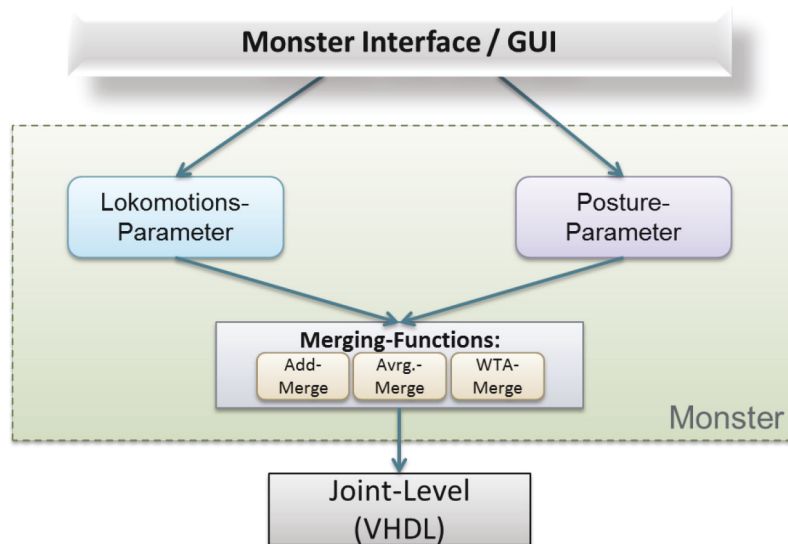 Monster Interface / GUI
Lokomotions-
Parameter
Posture-
Parameter
Merging-Functions:
Add-
Merge
Avrg.-
Merge
WTA-
Merge
Monster
Joint-Level
(VHDL)